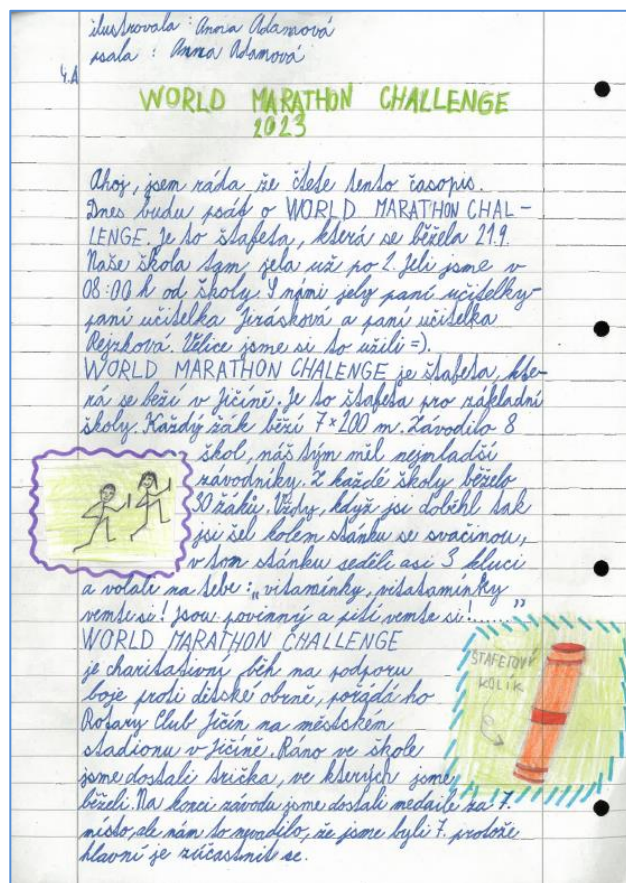 ilustrovala : Anna Adamová
psala : Anna Adamová
4.A
WORLD MARATHON CHALLENGE
2023
Ahoj, jsem ráda že čtete tento časopis.
Dnes budu psát o WORLD MARATHON CHAL-
LENGE. Je to štafeta, která se běžela 21.9.
Naše škola tam jela už po 2. Jeli jsme v
08:00 h od školy. S námi jely paní učitelky-
paní učitelka Jirásková a paní učitelka
Rejzková. Velice jsme si to užili =).
WORLD MARATHON CHALENGE je štafeta, kte-
rá se beží v Jičíně. Je to štafeta pro základní
školy. Každý žák běží 7×200 m. Závodilo 8
škol, náš tým měl nejmladší
závodníky. Z každé školy běželo
30 žáků. Vždy, když jsi doběhl tak
jsi šel kolem stánku se svačinou,
v tom stánku seděli asi 3 kluci
a volali na tebe: „vitamínky, vitatamínky
vemte si! Jsou povinný a pití vemte si!......"
WORLD MARATHON CHALLENGE
je charitativní běh na podporu
boje proti dětské obrně, pořádá ho
Rotary Club Jičín na městském
stadionu v Jičíně. Ráno ve škole
jsme dostali trička, ve kterých jsme
běželi. Na konci závodu jsme dostali medaile za 7.
místo, ale nám to nevadilo, že jsme byli 7. protože
hlavní je zúčastnit se.
ŠTAFETOVÝ
KOLÍK